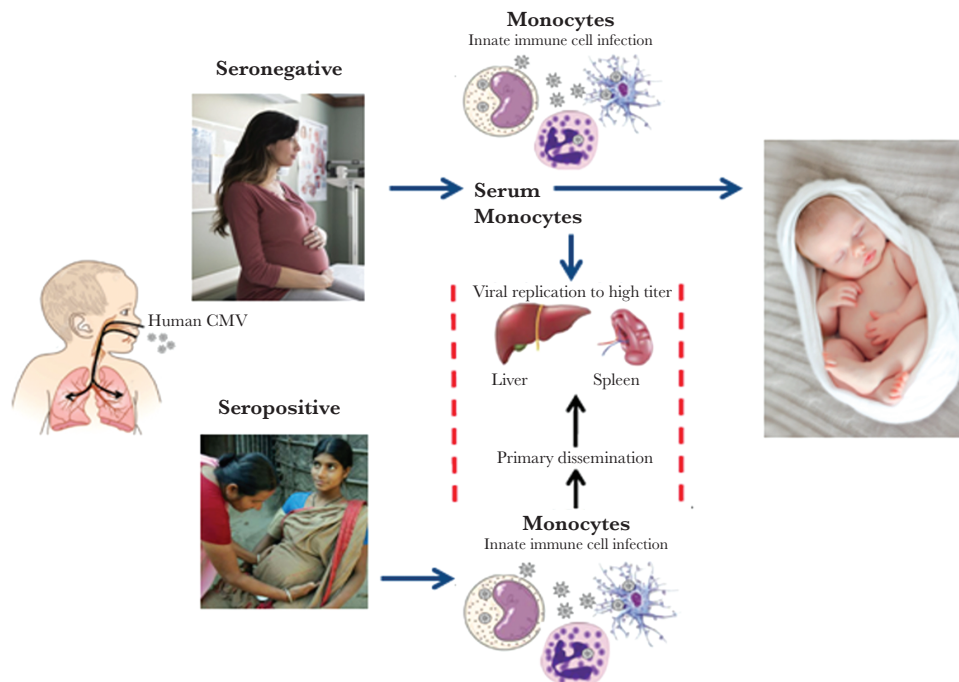 Monocytes
Innate immune cell infection
Seronegative
Serum
Monocytes
Viral replication to high titer
Human CMV
Liver
Spleen
Seropositive
Primary dissemination
Monocytes
Innate immune cell infection